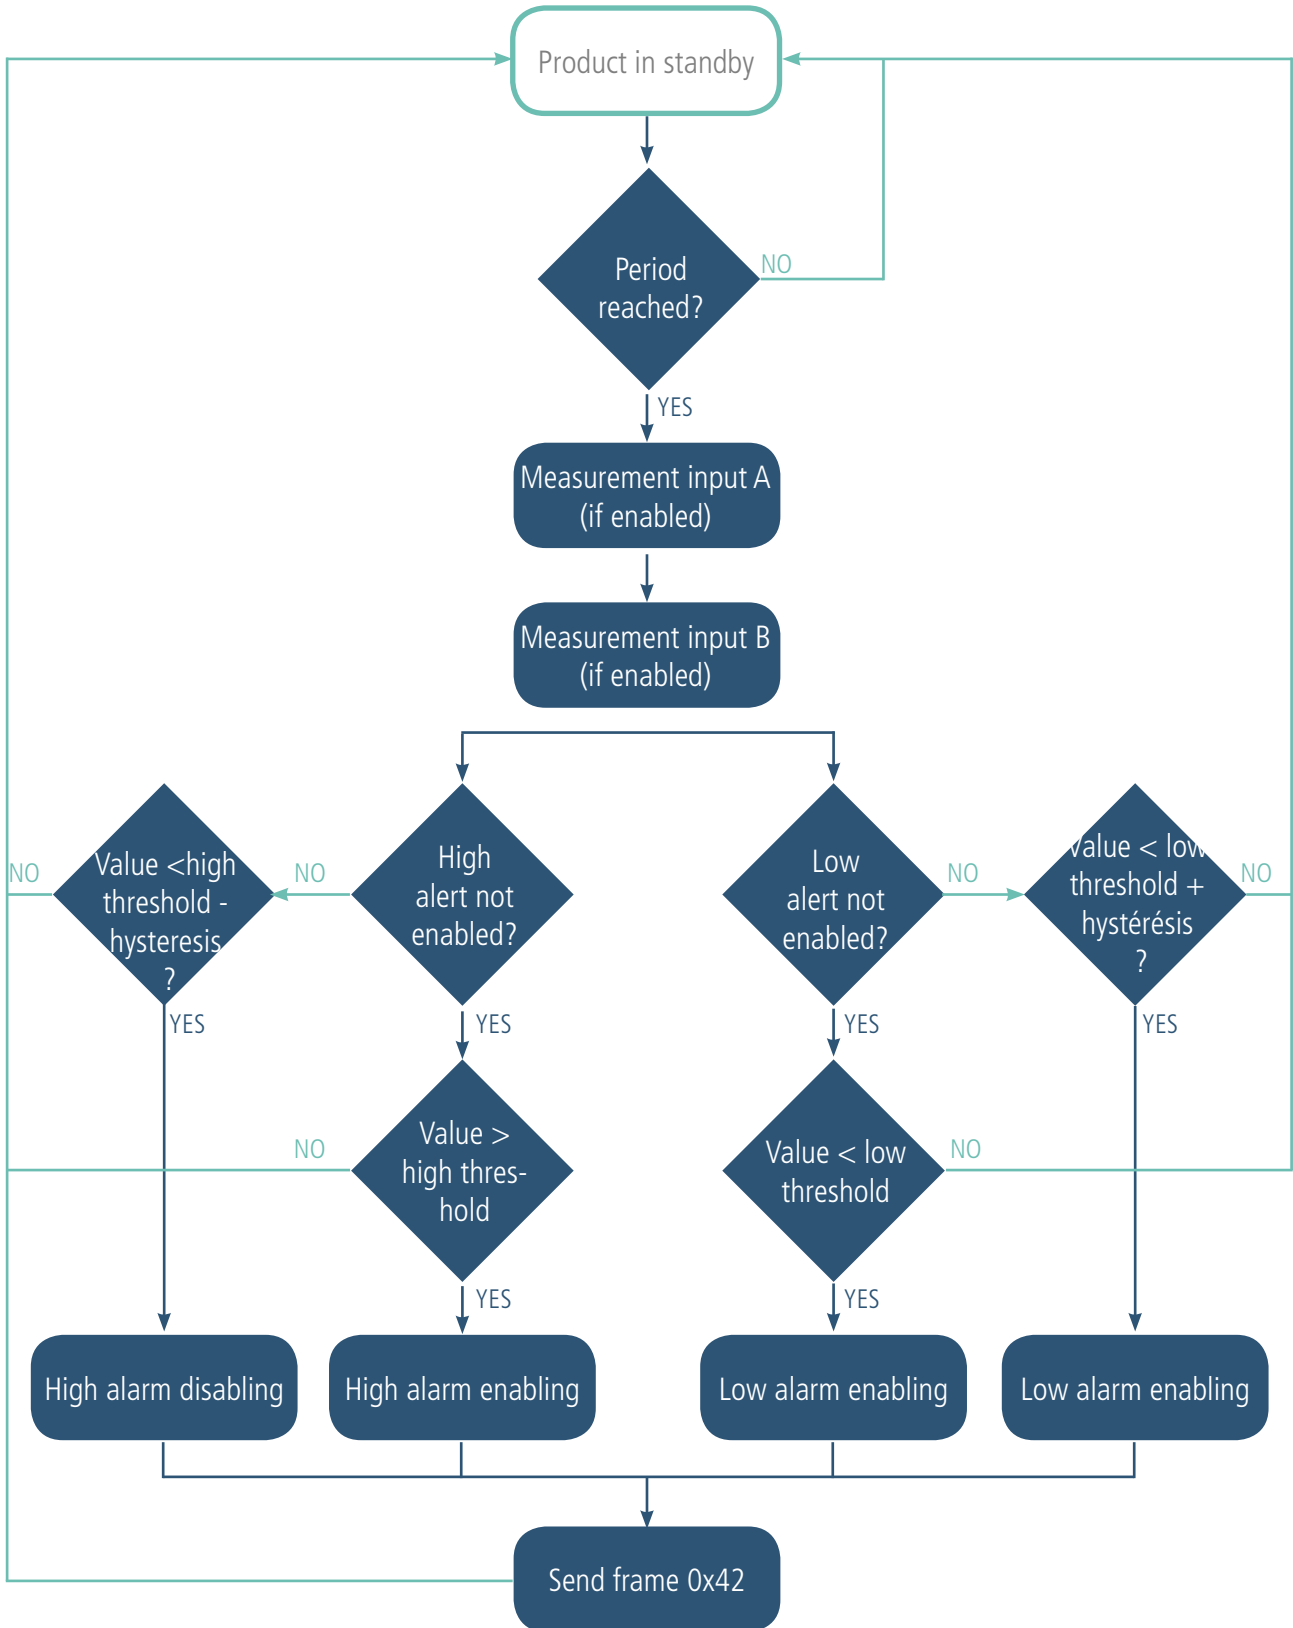 Product in standby
Period
reached?
NO
YES
Measurement input A
(if enabled)
Measurement input B
(if enabled)
Value <high
threshold -
hysteresis
?
NO
NO
YES
High
alert not
enabled?
YES
Low
alert not
enabled?
NO
YES
Value < low
threshold +
hystérésis
?
NO
YES
Value >
high thres-
hold
NO
YES
Value < low
threshold
NO
YES
High alarm disabling
High alarm enabling
Low alarm enabling
Low alarm enabling
Send frame 0x42